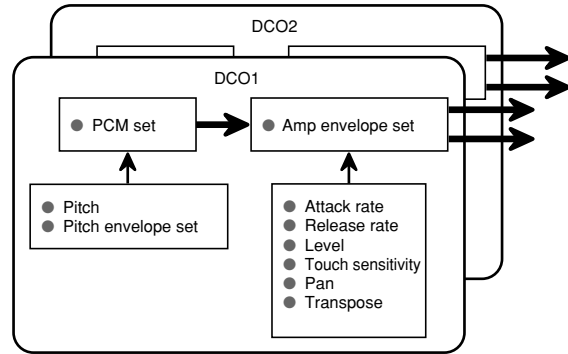 DCO2
DCO1
PCM set
Amp envelope set
Pitch
Pitch envelope set
Attack rate
Release rate
Level
Touch sensitivity
Pan
Transpose